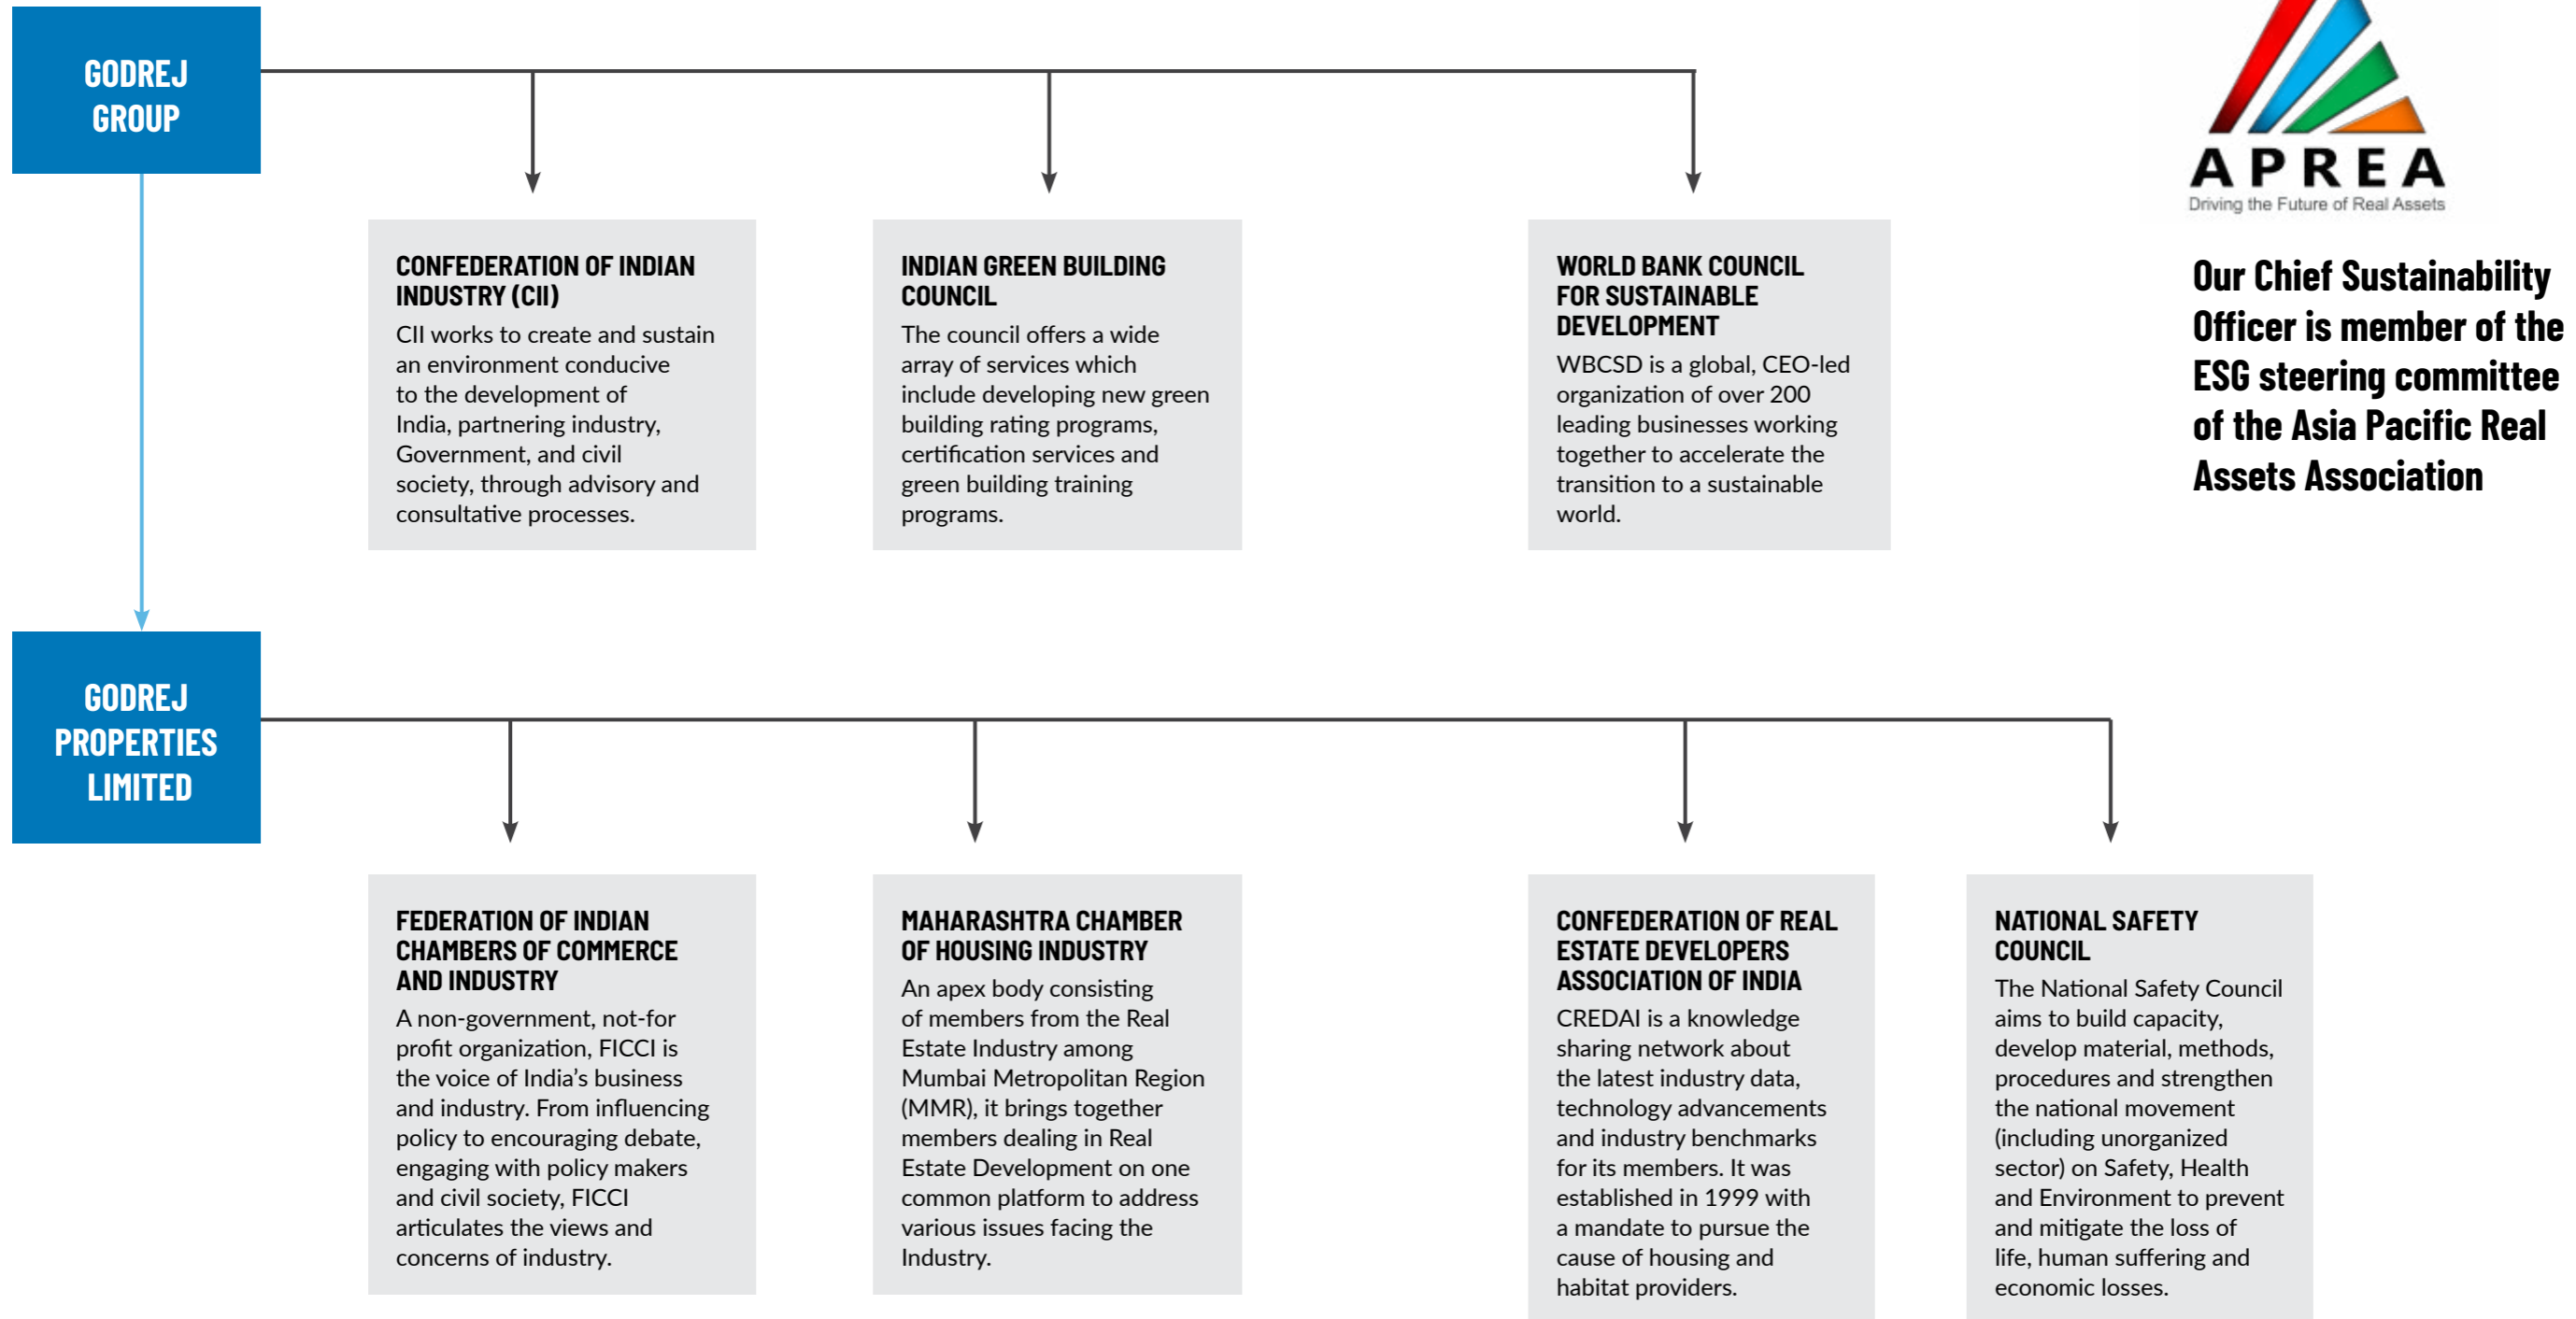 GODREJ
GROUP
CONFEDERATION OF INDIAN
INDUSTRY (CII)
CII works to create and sustain
an environment conducive
to the development of
India, partnering industry,
Government, and civil
society, through advisory and
consultative processes.
INDIAN GREEN BUILDING
COUNCIL
The council offers a wide
array of services which
include developing new green
building rating programs,
certification services and
green building training
programs.
WORLD BANK COUNCIL
FOR SUSTAINABLE
DEVELOPMENT
WBCSD is a global, CEO-led
organization of over 200
leading businesses working
together to accelerate the
transition to a sustainable
world.
APREA
Driving the Future of Real Assets
Our Chief Sustainability
Officer is member of the
ESG steering committee
of the Asia Pacific Real
Assets Association
GODREJ
PROPERTIES
LIMITED
FEDERATION OF INDIAN
CHAMBERS OF COMMERCE
AND INDUSTRY
A non-government, not-for
profit organization, FICCI is
the voice of India’s business
and industry. From influencing
policy to encouraging debate,
engaging with policy makers
and civil society, FICCI
articulates the views and
concerns of industry.
MAHARASHTRA CHAMBER
OF HOUSING INDUSTRY
An apex body consisting
of members from the Real
Estate Industry among
Mumbai Metropolitan Region
(MMR), it brings together
members dealing in Real
Estate Development on one
common platform to address
various issues facing the
Industry.
CONFEDERATION OF REAL
ESTATE DEVELOPERS
ASSOCIATION OF INDIA
CREDAI is a knowledge
sharing network about
the latest industry data,
technology advancements
and industry benchmarks
for its members. It was
established in 1999 with
a mandate to pursue the
cause of housing and
habitat providers.
NATIONAL SAFETY
COUNCIL
The National Safety Council
aims to build capacity,
develop material, methods,
procedures and strengthen
the national movement
(including unorganized
sector) on Safety, Health
and Environment to prevent
and mitigate the loss of
life, human suffering and
economic losses.